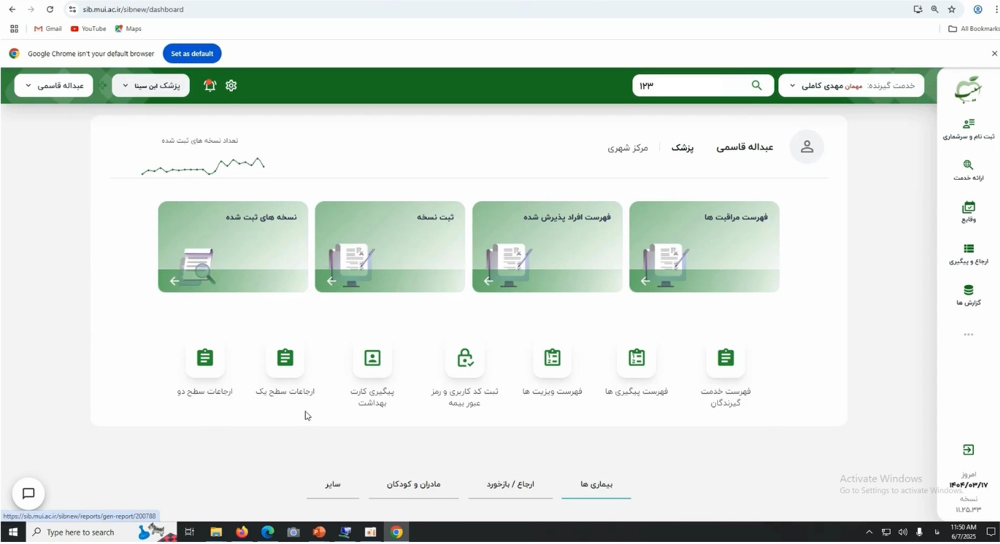 sib.mui.ac.ir/sibnew/dashboard
Gmail
YouTube
Maps
All Bookmarks
Google Chrome isn't your default browser
Set as default
خدمت گیرنده: مهمان مهدی کاملی
۱۲۳
پزشک ابن سینا
عبداله قاسمی
سیب
ثبت نام و سرشماری
ارائه خدمت
وقایع
ارجاع و پیگیری
گزارش ها
عبداله قاسمی
پزشک
مرکز شهری
تعداد نسخه های ثبت شده
فهرست مراقبت ها
فهرست افراد پذیرش شده
ثبت نسخه
نسخه های ثبت شده
فهرست خدمت
گیرندگان
فهرست پیگیری ها
فهرست ویزیت ها
ثبت کد کاربری و رمز
عبور بیمه
پیگیری کارت
بهداشت
ارجاعات سطح یک
ارجاعات سطح دو
بیماری ها
ارجاع / بازخورد
مادران و کودکان
سایر
امروز
۱۴۰۴/۰۳/۱۷
نسخه
۱۱.۲۵.۳۳
Activate Windows
Go to Settings to activate Windows.
https://sib.mui.ac.ir/sibnew/reports/gen-report/200788
Type here to search
فا
11:50 AM
6/7/2025